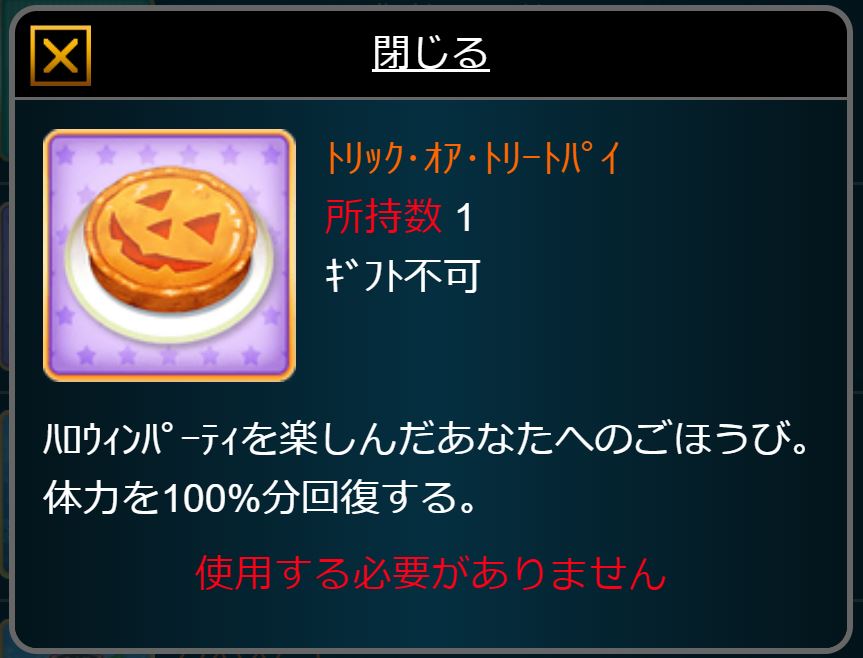 閉じる
ﾄﾘｯｸ･ｵｱ･ﾄﾘｰﾄﾊﾟｲ
所持数 1
ｷﾞﾌﾄ不可
ﾊﾛｳｨﾝﾊﾟｰﾃｨを楽しんだあなたへのごほうび。
体力を100%分回復する。
使用する必要がありません